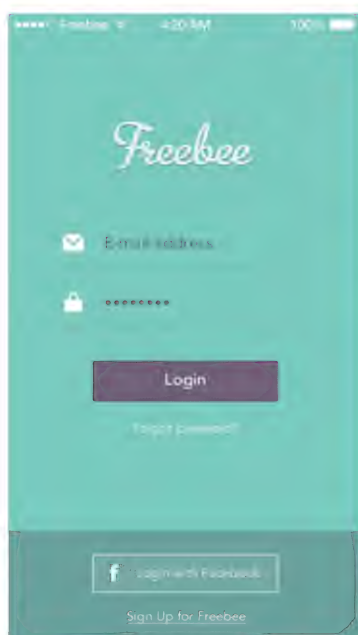 Freebee 4:20 AM 100%
Freebee
E-mail address
Login
Forgot password?
f Login with Facebook
Sign Up for Freebee